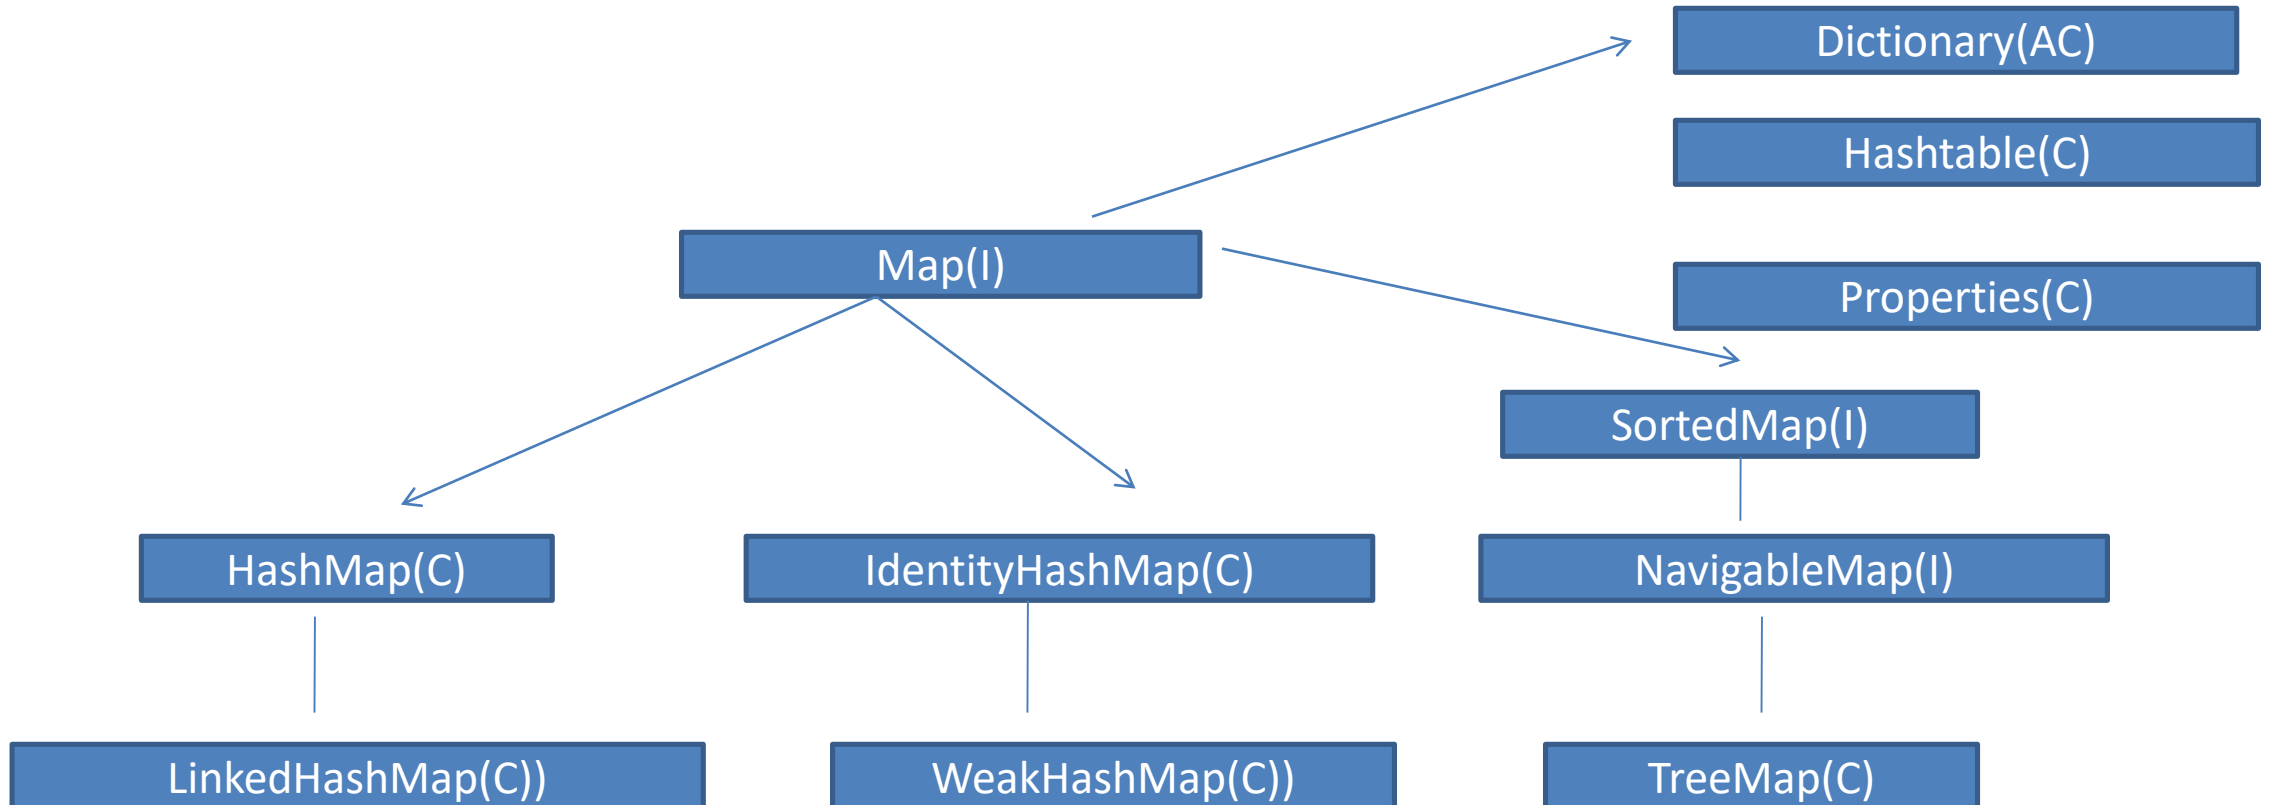 Dictionary(AC)
Hashtable(C)
Map(I)
Properties(C)
SortedMap(I)
HashMap(C)
IdentityHashMap(C)
NavigableMap(I)
LinkedHashMap(C))
WeakHashMap(C))
TreeMap(C)